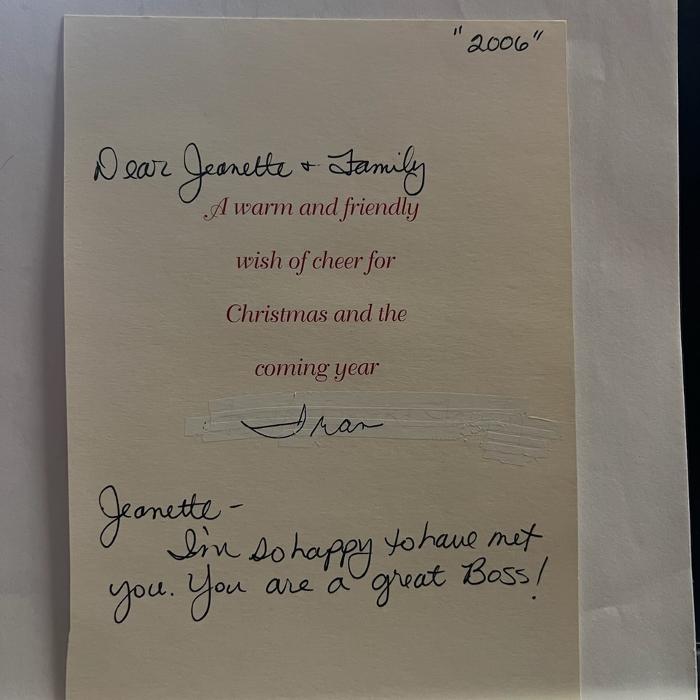 "2006"
Dear Jeanette + Family
A warm and friendly
wish of cheer for
Christmas and the
coming year
Jeanette -
I'm so happy to have met
you. You are a great Boss!